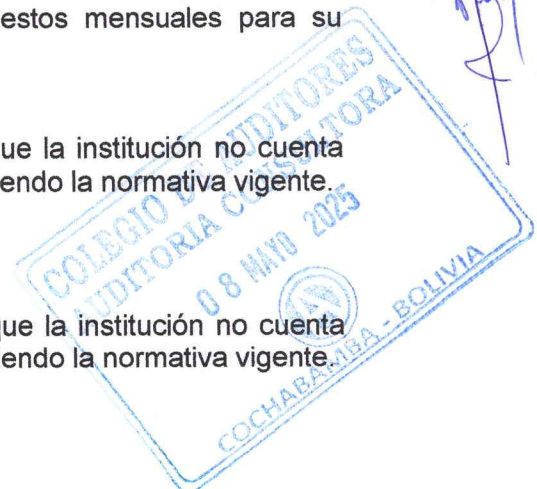 estos mensuales para su
ue la institución no cuenta
endo la normativa vigente.
que la institución no cuenta
endo la normativa vigente.
COLEGIO DE AUDITORES
AUDITORIA CONSULTORA
08 MAYO 2025
COCHABAMBA - BOLIVIA